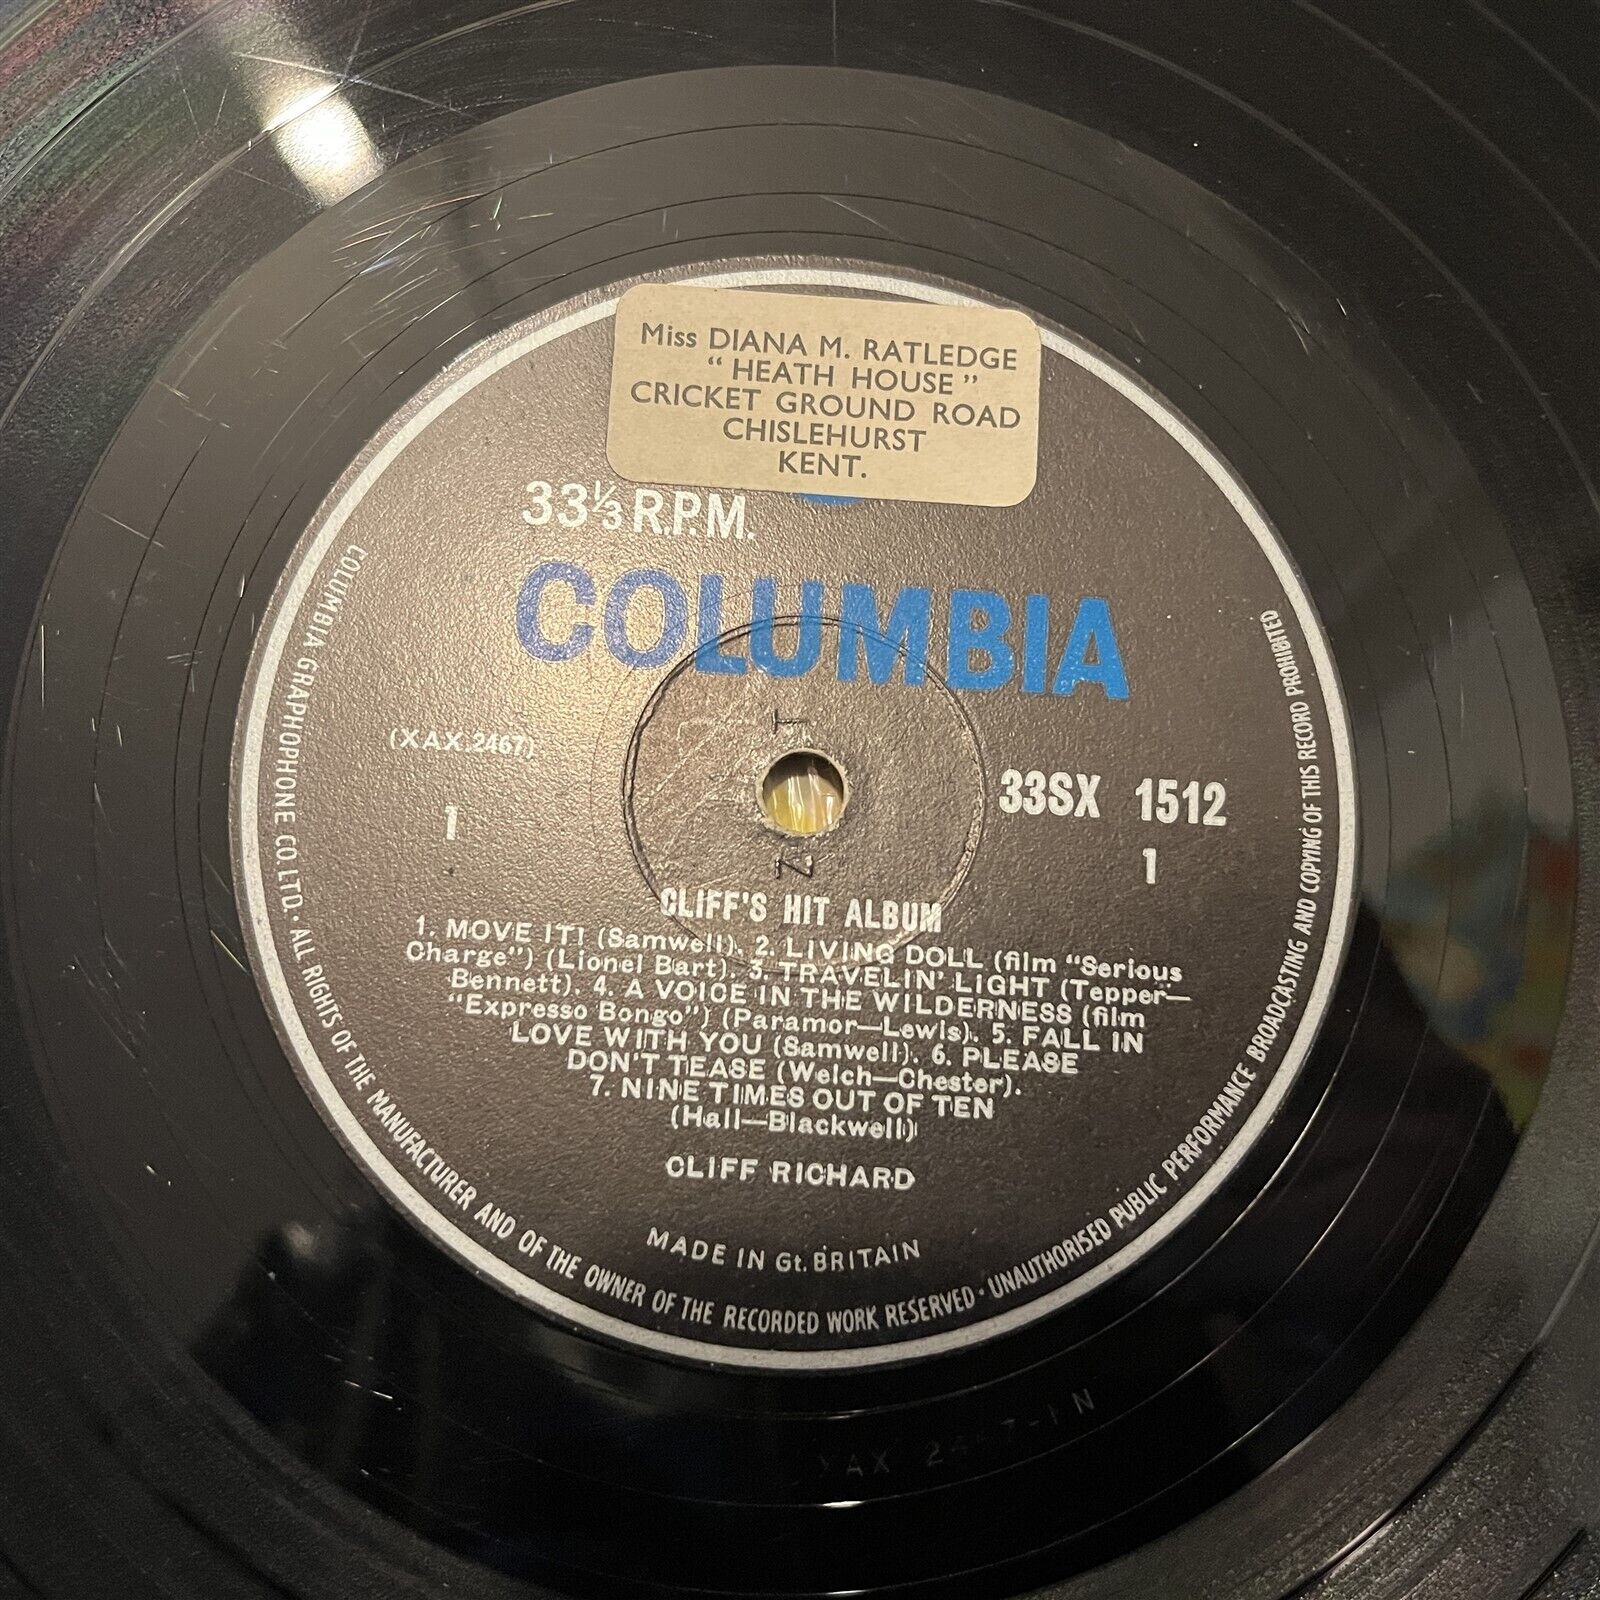 Miss DIANA M. RATLEDGE
" HEATH HOUSE "
CRICKET GROUND ROAD
CHISLEHURST
KENT.
33⅓ R.P.M.
COLUMBIA
(XAX.2467)
1
33SX 1512
1
T
N
CLIFF'S HIT ALBUM
1. MOVE IT! (Samwell). 2. LIVING DOLL (film "Serious
Charge") (Lionel Bart). 3. TRAVELIN' LIGHT (Tepper—
Bennett). 4. A VOICE IN THE WILDERNESS (film
"Expresso Bongo") (Paramor—Lewis). 5. FALL IN
LOVE WITH YOU (Samwell). 6. PLEASE
DON'T TEASE (Welch—Chester).
7. NINE TIMES OUT OF TEN
(Hall—Blackwell)
CLIFF RICHARD
MADE IN Gt. BRITAIN
COLUMBIA GRAPHOPHONE CO. LTD. · ALL RIGHTS OF THE MANUFACTURER AND OF THE OWNER OF THE RECORDED WORK RESERVED · UNAUTHORISED PUBLIC PERFORMANCE BROADCASTING AND COPYING OF THIS RECORD PROHIBITED
XAX 2467-1N